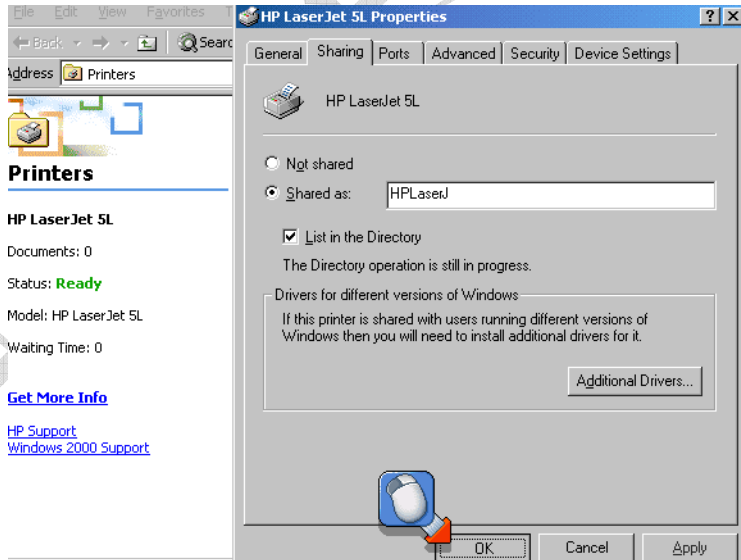 File Edit View Favorites T
Back Searc
Address Printers
Printers
HP LaserJet 5L
Documents: 0
Status: Ready
Model: HP LaserJet 5L
Waiting Time: 0
Get More Info
HP Support
Windows 2000 Support
HP LaserJet 5L Properties
General Sharing Ports Advanced Security Device Settings
HP LaserJet 5L
Not shared
Shared as: HPLaserJ
List in the Directory
The Directory operation is still in progress.
Drivers for different versions of Windows
If this printer is shared with users running different versions of
Windows then you will need to install additional drivers for it.
Additional Drivers...
OK Cancel Apply